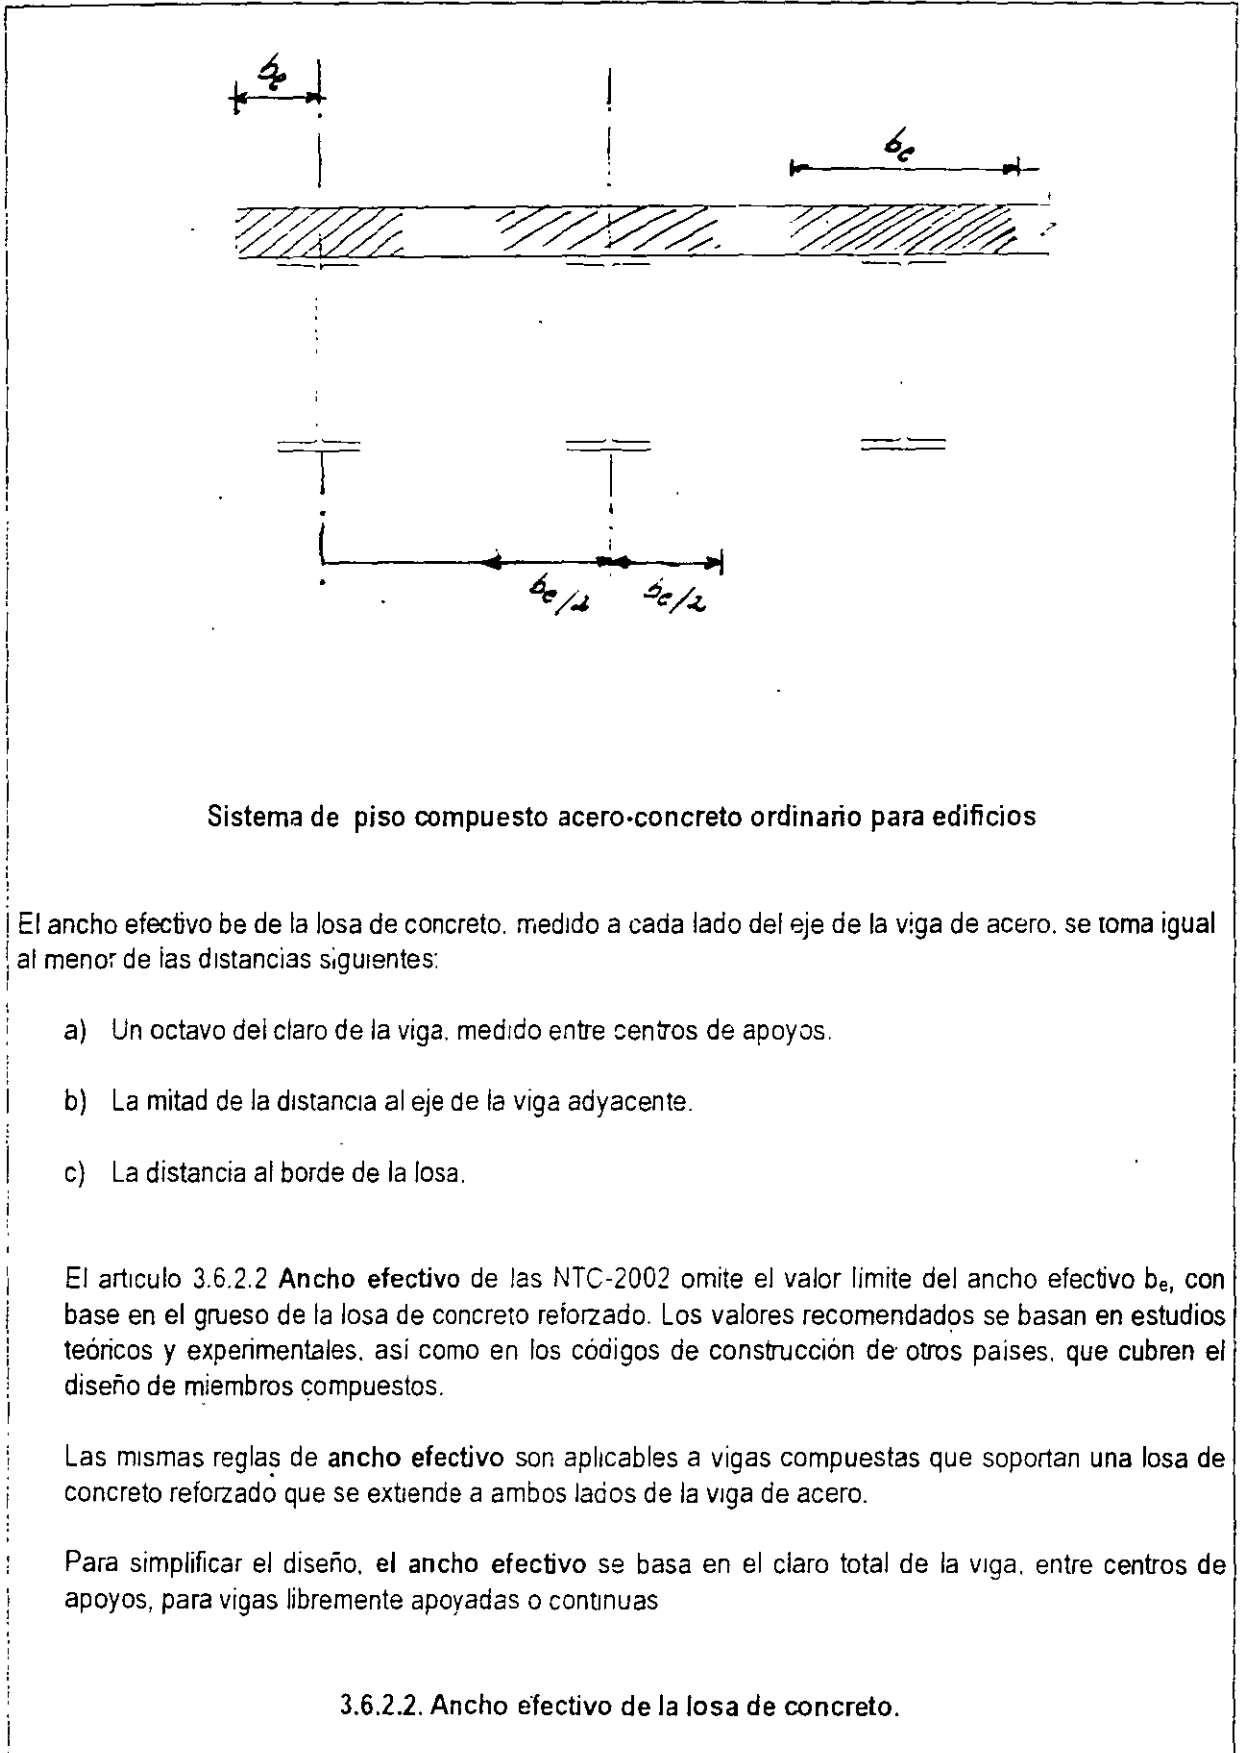 be
be
be/2 be/2
Sistema de piso compuesto acero-concreto ordinario para edificios
El ancho efectivo be de la losa de concreto, medido a cada lado del eje de la viga de acero, se toma igual
al menor de las distancias siguientes:
a) Un octavo del claro de la viga, medido entre centros de apoyos.
b) La mitad de la distancia al eje de la viga adyacente.
c) La distancia al borde de la losa.
El articulo 3.6.2.2 Ancho efectivo de las NTC-2002 omite el valor limite del ancho efectivo be, con
base en el grueso de la losa de concreto reforzado. Los valores recomendados se basan en estudios
teóricos y experimentales, así como en los códigos de construcción de otros paises, que cubren el
diseño de miembros compuestos.
Las mismas reglas de ancho efectivo son aplicables a vigas compuestas que soportan una losa de
concreto reforzado que se extiende a ambos lados de la viga de acero.
Para simplificar el diseño, el ancho efectivo se basa en el claro total de la viga, entre centros de
apoyos, para vigas libremente apoyadas o continuas
3.6.2.2. Ancho efectivo de la losa de concreto.